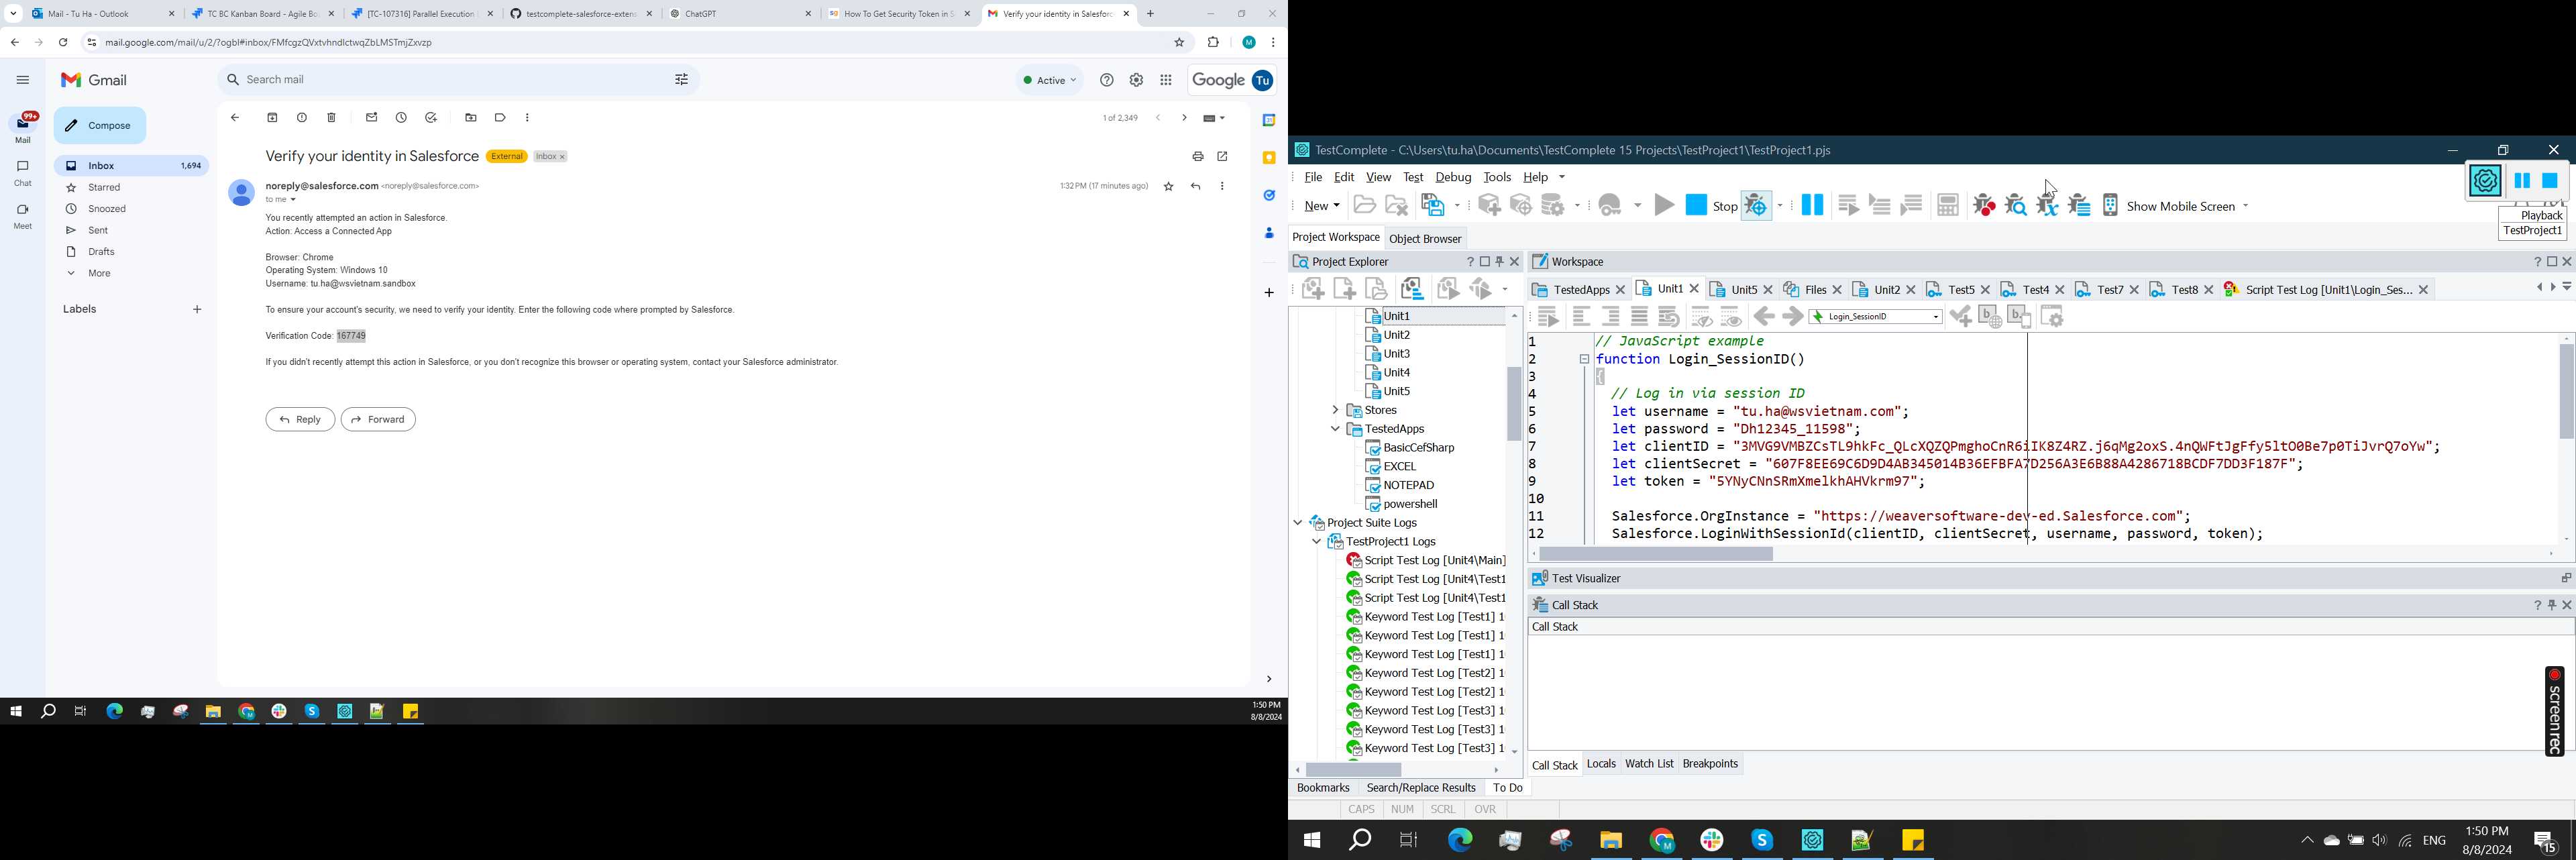 Mail - Tu Ha - Outlook
TC BC Kanban Board - Agile Bo
[TC-107316] Parallel Execution
testcomplete-salesforce-exten
ChatGPT
How To Get Security Token in S
Verify your identity in Salesforc
mail.google.com/mail/u/2/?ogbl#inbox/FMfcgzQVxtvhndlctwqZbLMSTmjZxvzp
M
Gmail
Search mail
Active
Google
Tu
99+
Mail
Chat
Meet
Compose
Inbox 1,694
Starred
Snoozed
Sent
Drafts
More
Labels
1 of 2,349
Verify your identity in Salesforce External Inbox x
noreply@salesforce.com <noreply@salesforce.com>
1:32 PM (17 minutes ago)
to me
You recently attempted an action in Salesforce.
Action: Access a Connected App
Browser: Chrome
Operating System: Windows 10
Username: tu.ha@wsvietnam.sandbox
To ensure your account's security, we need to verify your identity. Enter the following code where prompted by Salesforce.
Verification Code: 167749
If you didn't recently attempt this action in Salesforce, or you don't recognize this browser or operating system, contact your Salesforce administrator.
Reply
Forward
1:50 PM
8/8/2024
TestComplete - C:\Users\tu.ha\Documents\TestComplete 15 Projects\TestProject1\TestProject1.pjs
File Edit View Test Debug Tools Help
New
Stop
Show Mobile Screen
Playback
TestProject1
Project Workspace
Object Browser
Project Explorer
Unit1
Unit2
Unit3
Unit4
Unit5
Stores
TestedApps
BasicCefSharp
EXCEL
NOTEPAD
powershell
Project Suite Logs
TestProject1 Logs
Script Test Log [Unit4\Main]
Script Test Log [Unit4\Test1
Script Test Log [Unit4\Test1
Keyword Test Log [Test1] 1
Keyword Test Log [Test1] 1
Keyword Test Log [Test1] 1
Keyword Test Log [Test2] 1
Keyword Test Log [Test2] 1
Keyword Test Log [Test3] 1
Keyword Test Log [Test3] 1
Keyword Test Log [Test3] 1
Workspace
TestedApps
Unit1
Unit5
Files
Unit2
Test5
Test4
Test7
Test8
Script Test Log [Unit1\Login_Ses...
Login_SessionID
1 // JavaScript example
2 function Login_SessionID()
3 {
4 // Log in via session ID
5 let username = "tu.ha@wsvietnam.com";
6 let password = "Dh12345_11598";
7 let clientID = "3MVG9VMBZCsTL9hkFc_QLcXQZQPmghoCnR6iIK8Z4RZ.j6qMg2oxS.4nQWFtJgFfy5ltO0Be7p0TiJvrQ7oYw";
8 let clientSecret = "607F8EE69C6D9D4AB345014B36EFBFA7D256A3E6B88A4286718BCDF7DD3F187F";
9 let token = "5YNyCNnSRmXmelkhAHVkrm97";
10
11 Salesforce.OrgInstance = "https://weaversoftware-dev-ed.Salesforce.com";
12 Salesforce.LoginWithSessionId(clientID, clientSecret, username, password, token);
Test Visualizer
Call Stack
Call Stack
Call Stack
Locals
Watch List
Breakpoints
Bookmarks
Search/Replace Results
To Do
CAPS NUM SCRL OVR
screenrec
ENG
1:50 PM
8/8/2024
15